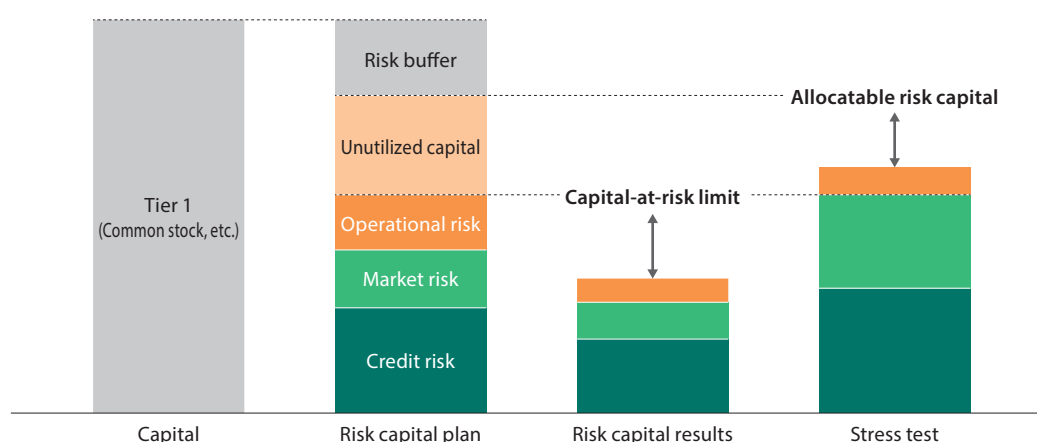 Risk buffer
Allocatable risk capital
Unutilized capital
Tier 1
(Common stock, etc.)
Capital-at-risk limit
Operational risk
Market risk
Credit risk
Capital
Risk capital plan
Risk capital results
Stress test